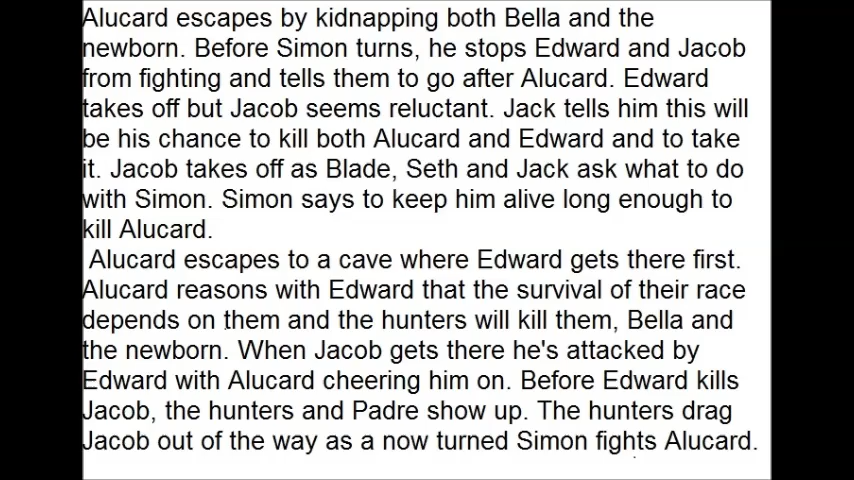 Alucard escapes by kidnapping both Bella and the
newborn. Before Simon turns, he stops Edward and Jacob
from fighting and tells them to go after Alucard. Edward
takes off but Jacob seems reluctant. Jack tells him this will
be his chance to kill both Alucard and Edward and to take
it. Jacob takes off as Blade, Seth and Jack ask what to do
with Simon. Simon says to keep him alive long enough to
kill Alucard.
Alucard escapes to a cave where Edward gets there first.
Alucard reasons with Edward that the survival of their race
depends on them and the hunters will kill them, Bella and
the newborn. When Jacob gets there he's attacked by
Edward with Alucard cheering him on. Before Edward kills
Jacob, the hunters and Padre show up. The hunters drag
Jacob out of the way as a now turned Simon fights Alucard.